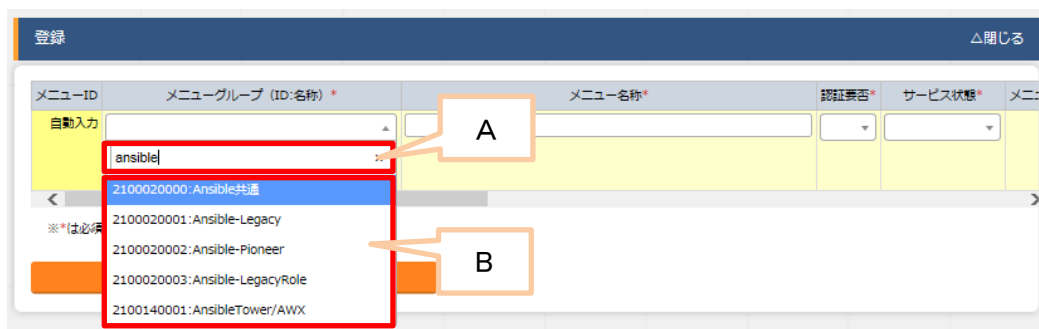 登録
△閉じる
メニューID
メニューグループ（ID:名称）*
メニュー名称*
認証要否*
サービス状態*
メニュ
自動入力
A
ansible
2100020000:Ansible共通
2100020001:Ansible-Legacy
※*は必須
2100020002:Ansible-Pioneer
B
2100020003:Ansible-LegacyRole
2100140001:AnsibleTower/AWX